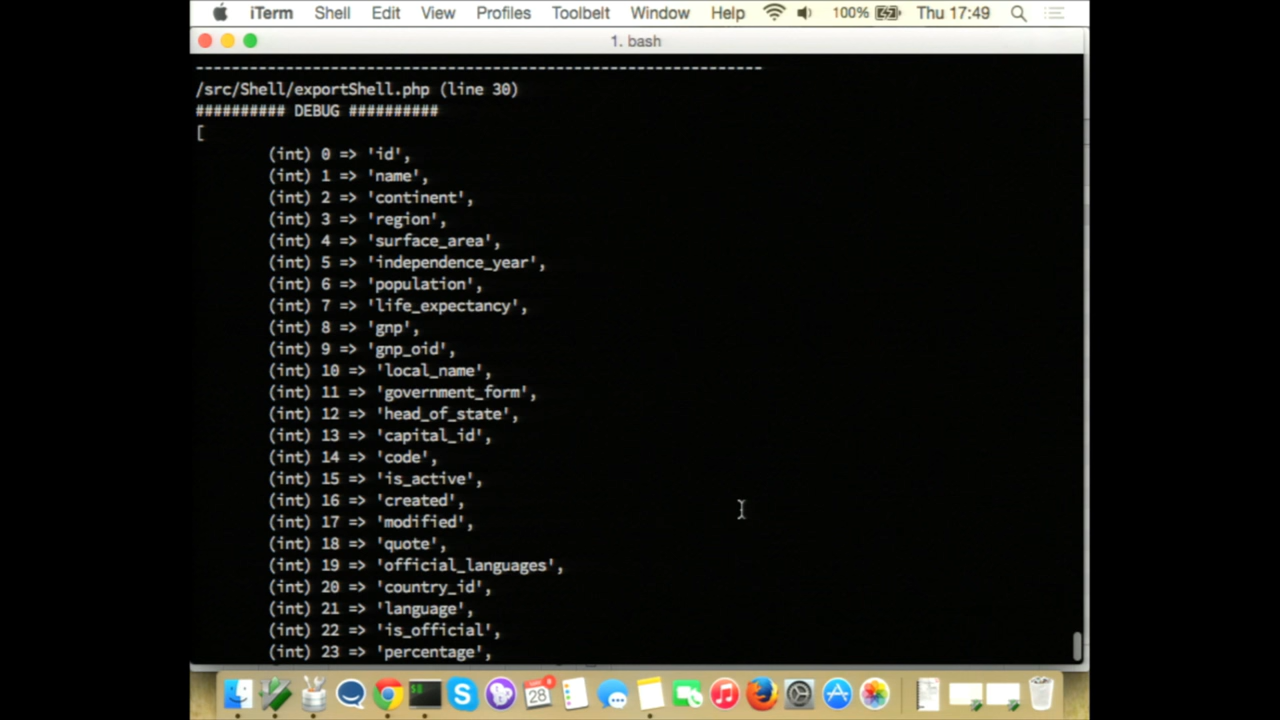 iTerm Shell Edit View Profiles Toolbelt Window Help 100% Thu 17:49
1. bash
---------------------------------------------------------------
/src/Shell/exportShell.php (line 30)
########## DEBUG ##########
[
(int) 0 => 'id',
(int) 1 => 'name',
(int) 2 => 'continent',
(int) 3 => 'region',
(int) 4 => 'surface_area',
(int) 5 => 'independence_year',
(int) 6 => 'population',
(int) 7 => 'life_expectancy',
(int) 8 => 'gnp',
(int) 9 => 'gnp_oid',
(int) 10 => 'local_name',
(int) 11 => 'government_form',
(int) 12 => 'head_of_state',
(int) 13 => 'capital_id',
(int) 14 => 'code',
(int) 15 => 'is_active',
(int) 16 => 'created',
(int) 17 => 'modified',
(int) 18 => 'quote',
(int) 19 => 'official_languages',
(int) 20 => 'country_id',
(int) 21 => 'language',
(int) 22 => 'is_official',
(int) 23 => 'percentage',
28